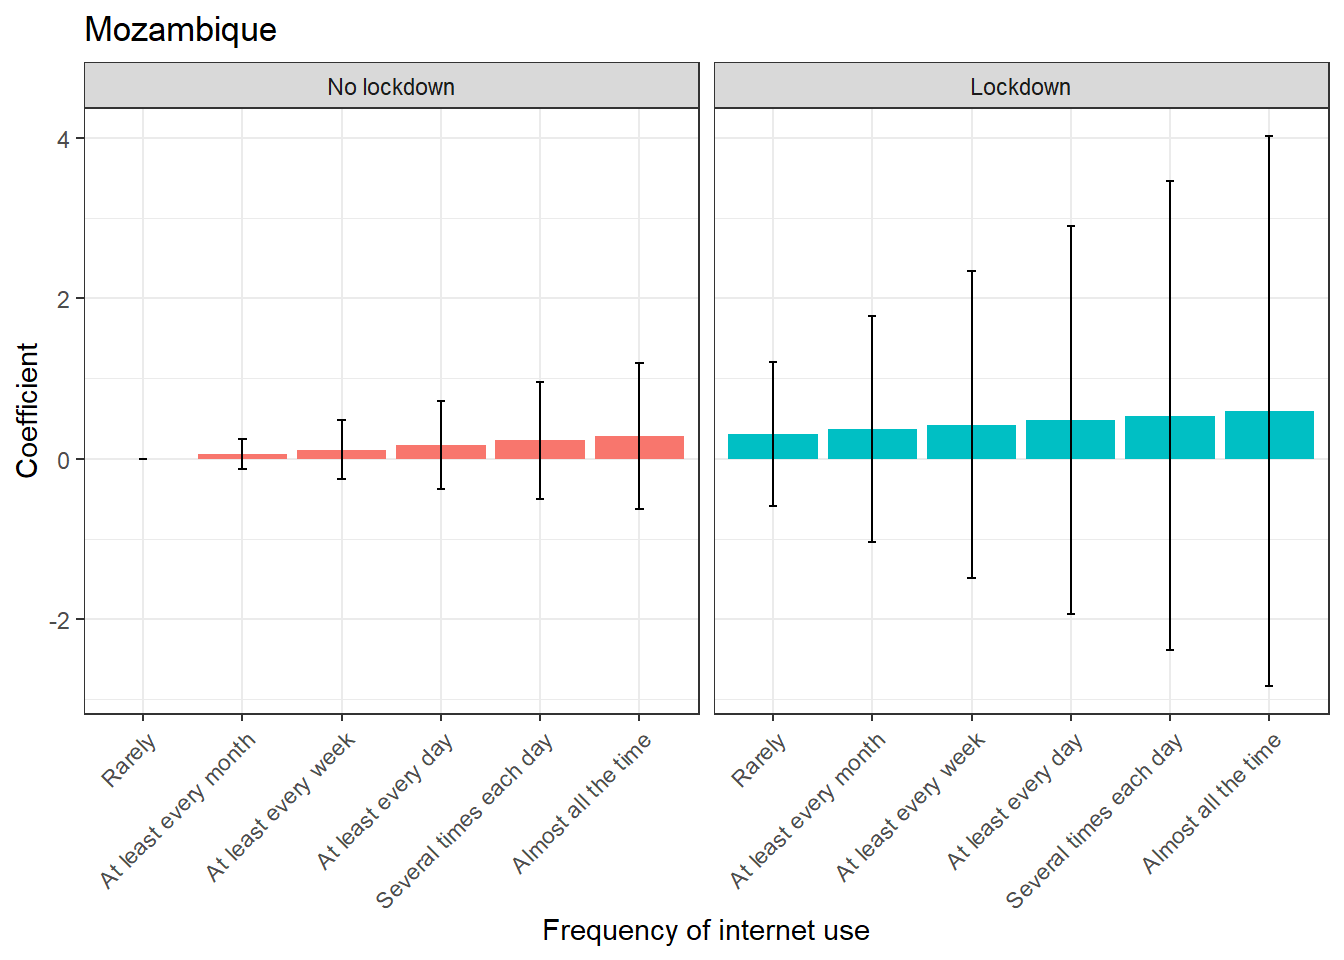 Mozambique
No lockdown
Lockdown
Coefficient
4
2
0
-2
Rarely
At least every month
At least every week
At least every day
Several times each day
Almost all the time
Rarely
At least every month
At least every week
At least every day
Several times each day
Almost all the time
Frequency of internet use